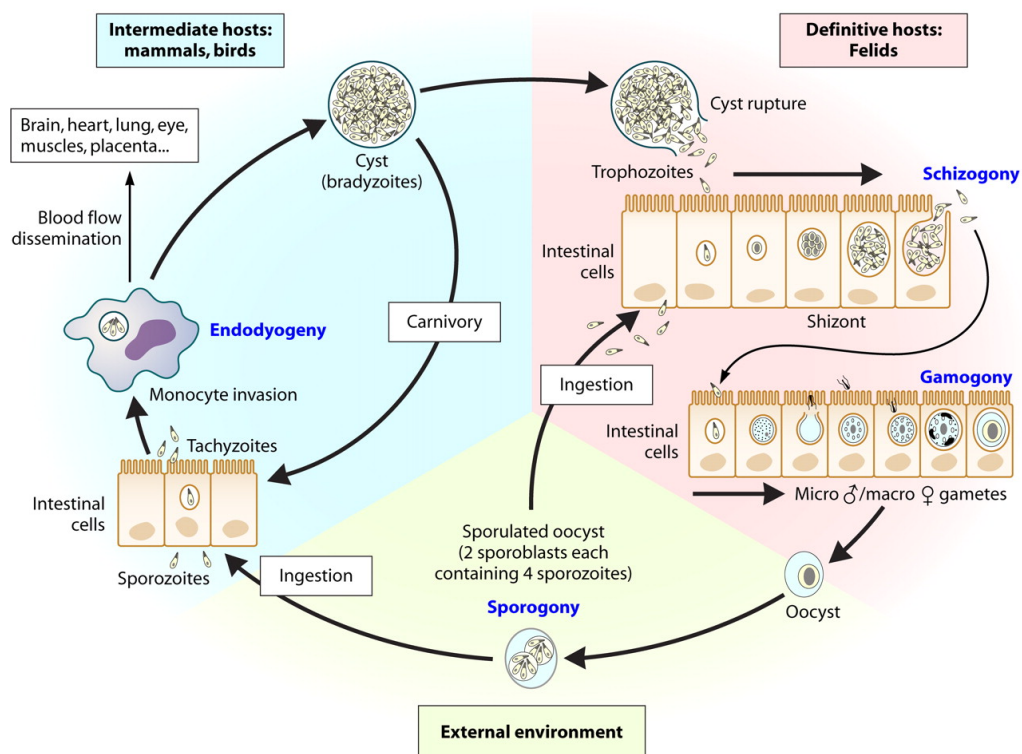 Intermediate hosts:
mammals, birds
Definitive hosts:
Felids
Brain, heart, lung, eye,
muscles, placenta...
Cyst
(bradyzoites)
Cyst rupture
Trophozoites
Schizogony
Blood flow
dissemination
Intestinal
cells
Endodyogeny
Carnivory
Shizont
Monocyte invasion
Ingestion
Gamogony
Tachyzoites
Intestinal
cells
Intestinal
cells
Micro ♂/macro ♀ gametes
Sporozoites
Ingestion
Sporulated oocyst
(2 sporoblasts each
containing 4 sporozoites)
Sporogony
Oocyst
External environment